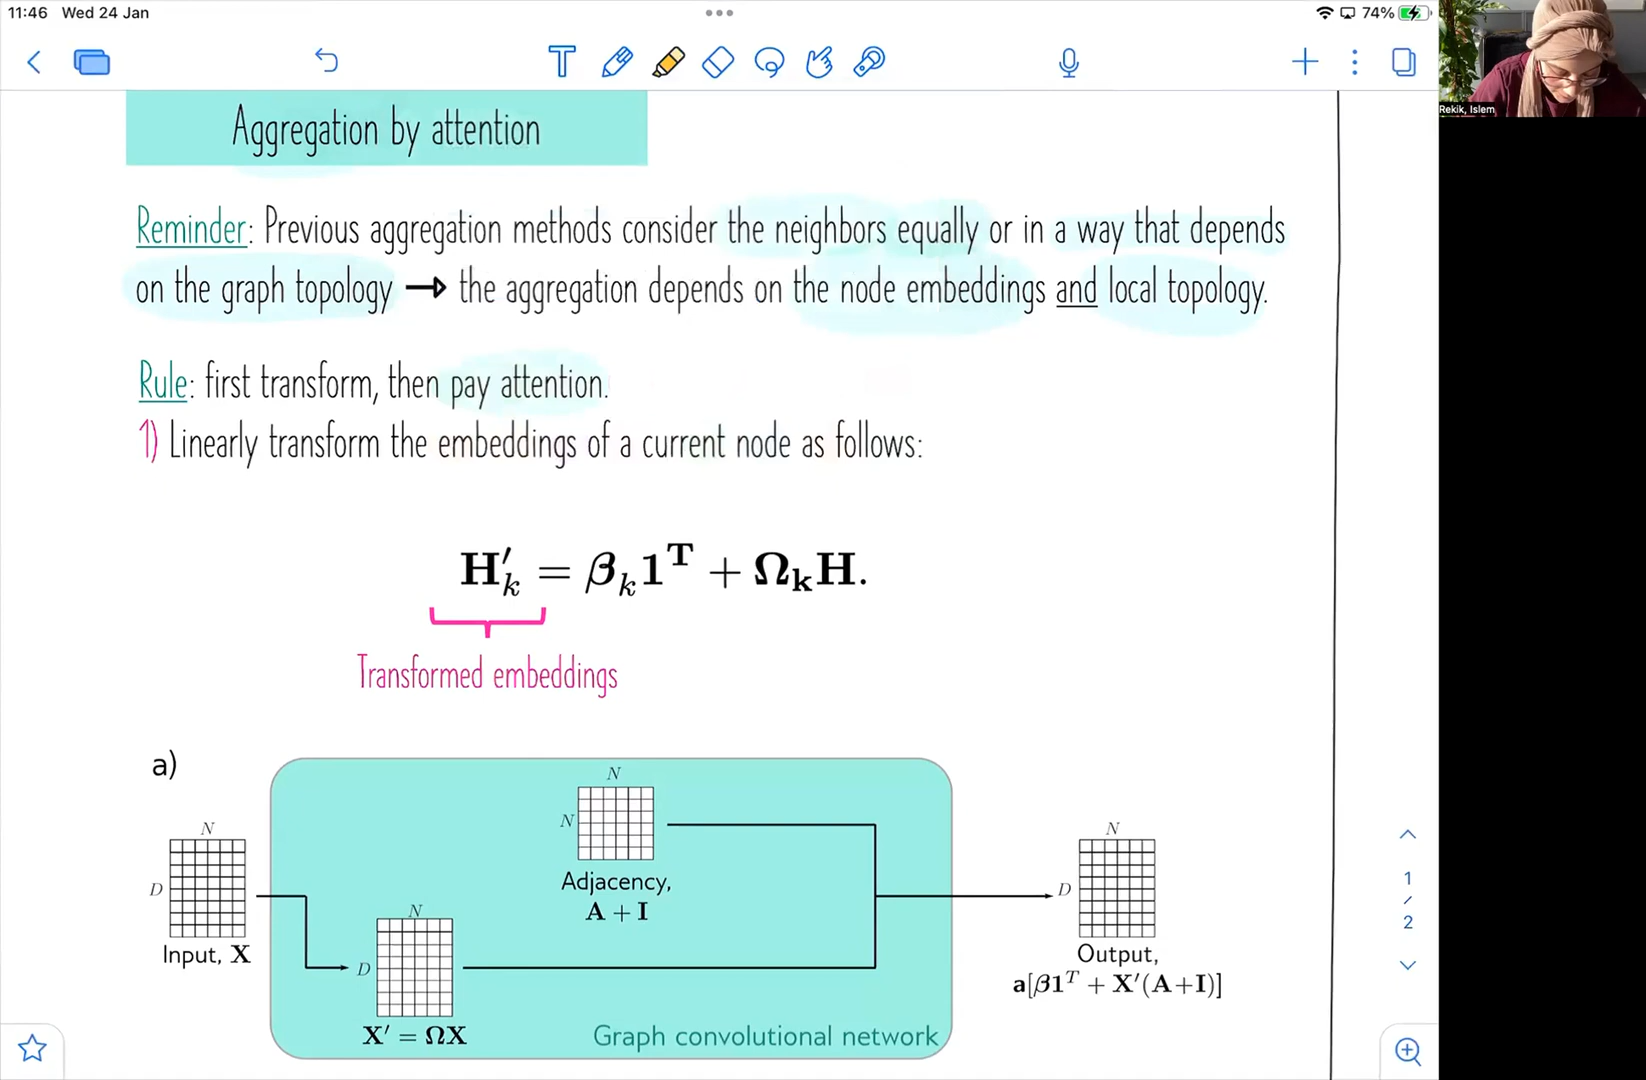 11:46 Wed 24 Jan
74%
Rekik, Islem
Aggregation by attention
Reminder: Previous aggregation methods consider the neighbors equally or in a way that depends
on the graph topology → the aggregation depends on the node embeddings and local topology.
Rule: first transform, then pay attention.
1) Linearly transform the embeddings of a current node as follows:
H′ₖ = βₖ1ᵀ + ΩₖH.
Transformed embeddings
a)
N
D
Input, X
N
N
Adjacency,
A + I
N
D
X′ = ΩX
Graph convolutional network
N
D
Output,
a[β1ᵀ + X′(A+I)]
1
/
2